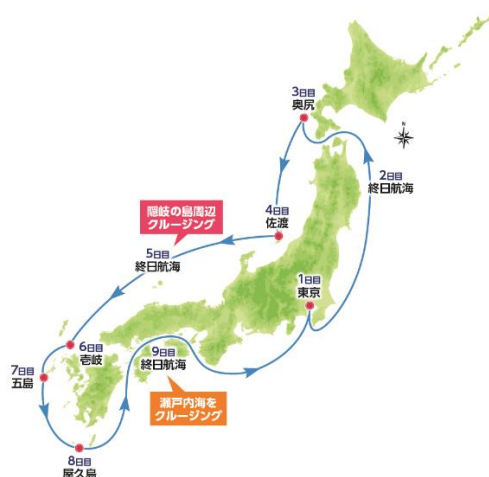 1日目
東京
2日目
終日航海
3日目
奥尻
4日目
佐渡
隠岐の島周辺
クルージング
5日目
終日航海
6日目
壱岐
7日目
五島
8日目
屋久島
9日目
終日航海
瀬戸内海を
クルージング
N